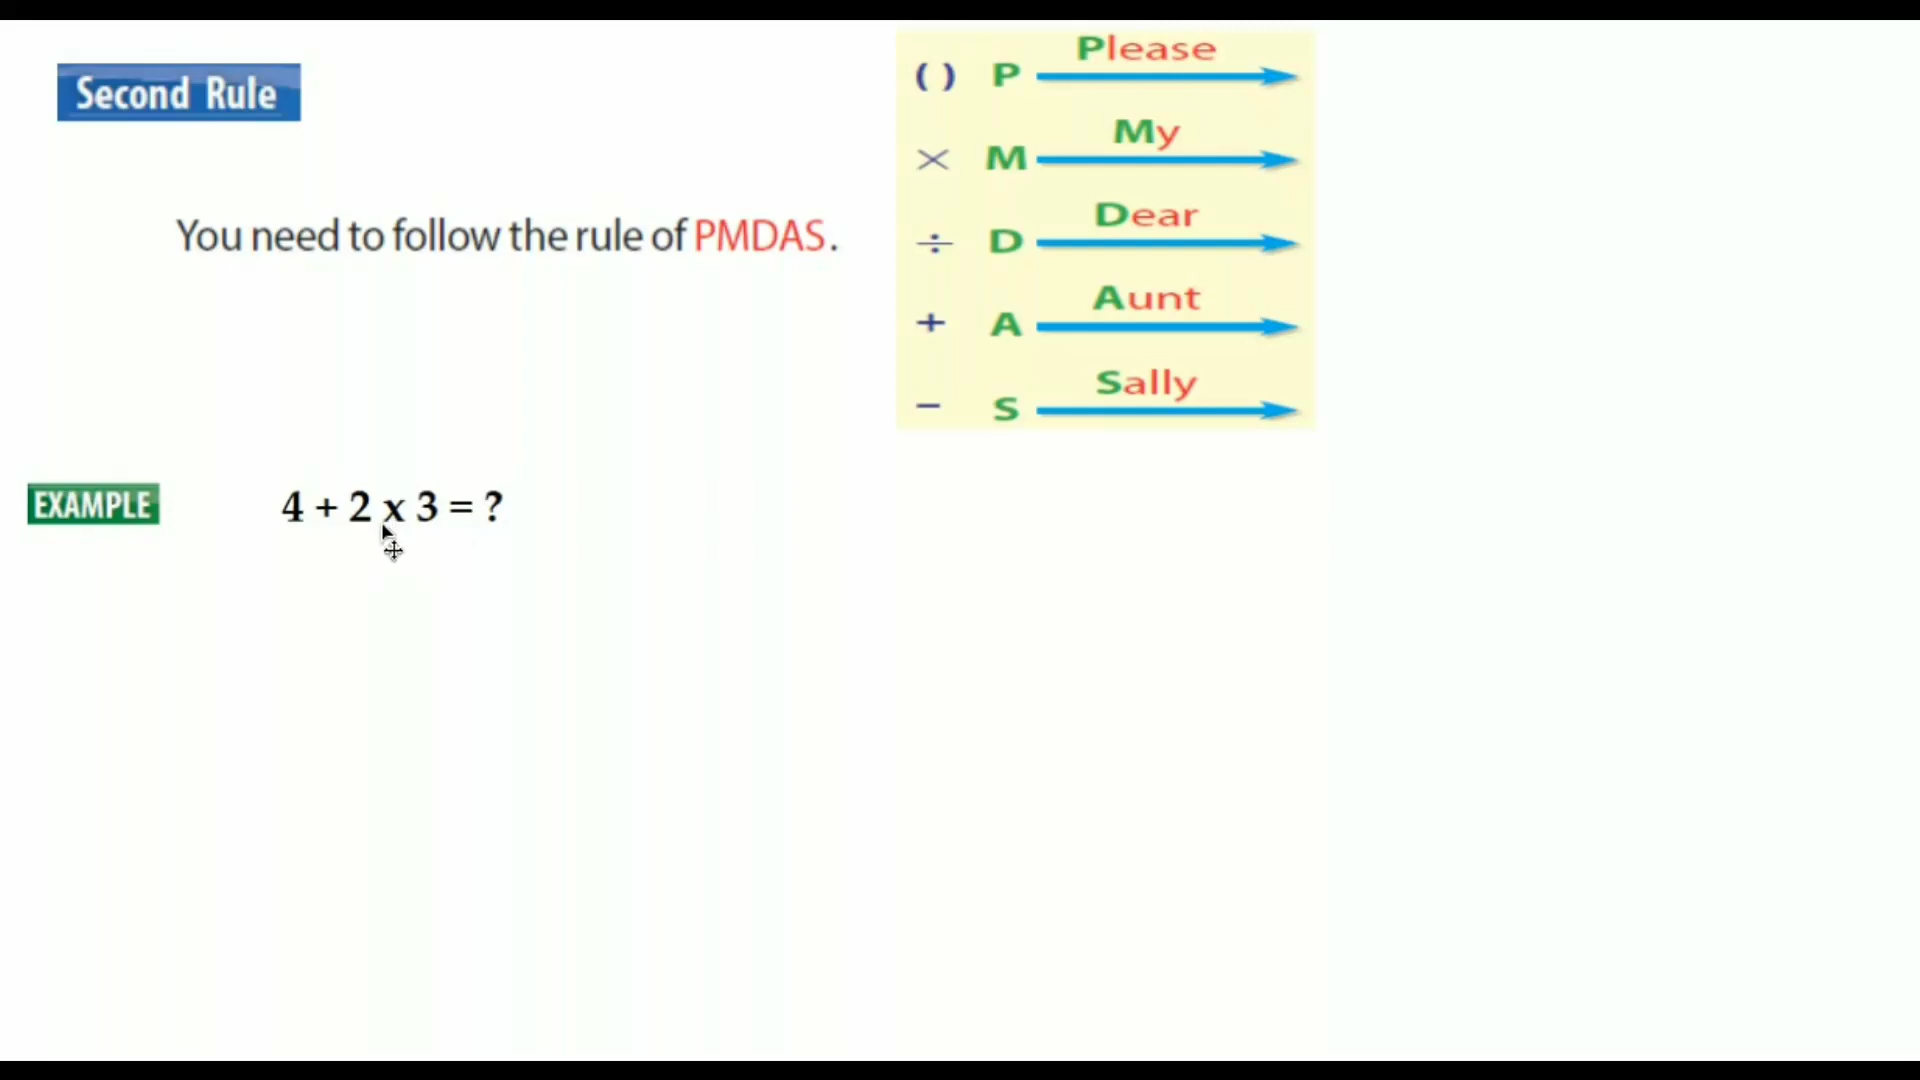 Second Rule
You need to follow the rule of PMDAS.
( ) P Please
× M My
÷ D Dear
+ A Aunt
− S Sally
EXAMPLE
4 + 2 x 3 = ?